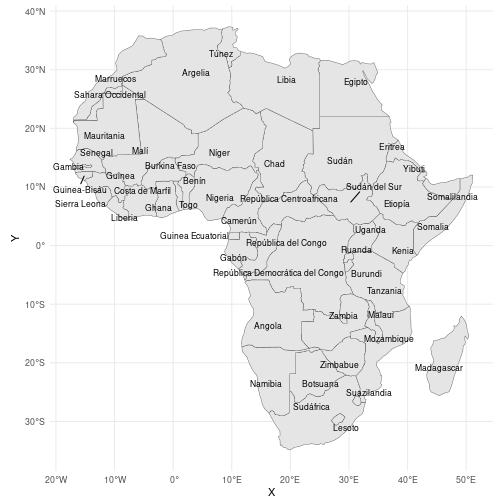 40°N
Túnez
30°N
Marruecos
Argelia
Libia
Egipto
Sahara Occidental
20°N
Mauritania
Eritrea
Senegal
Malí
Níger
Gambia
Burkina Faso
Chad
Sudán
Yibuti
Guinea
10°N
Guinea-Bisáu
Costa de Marfil
Benín
Sudán del Sur
Sierra Leona
Ghana
Togo
Nigeria
República Centroafricana
Etiopía
Somalilandia
Liberia
Camerún
Uganda
Somalia
Guinea Ecuatorial
Y
0°
República del Congo
Ruanda
Kenia
Gabón
República Democrática del Congo
Burundi
Tanzania
10°S
Angola
Zambia
Malaui
Mozambique
20°S
Zimbabue
Madagascar
Namibia
Botsuana
Suazilandia
Sudáfrica
30°S
Lesoto
20°W
10°W
0°
10°E
20°E
30°E
40°E
50°E
X